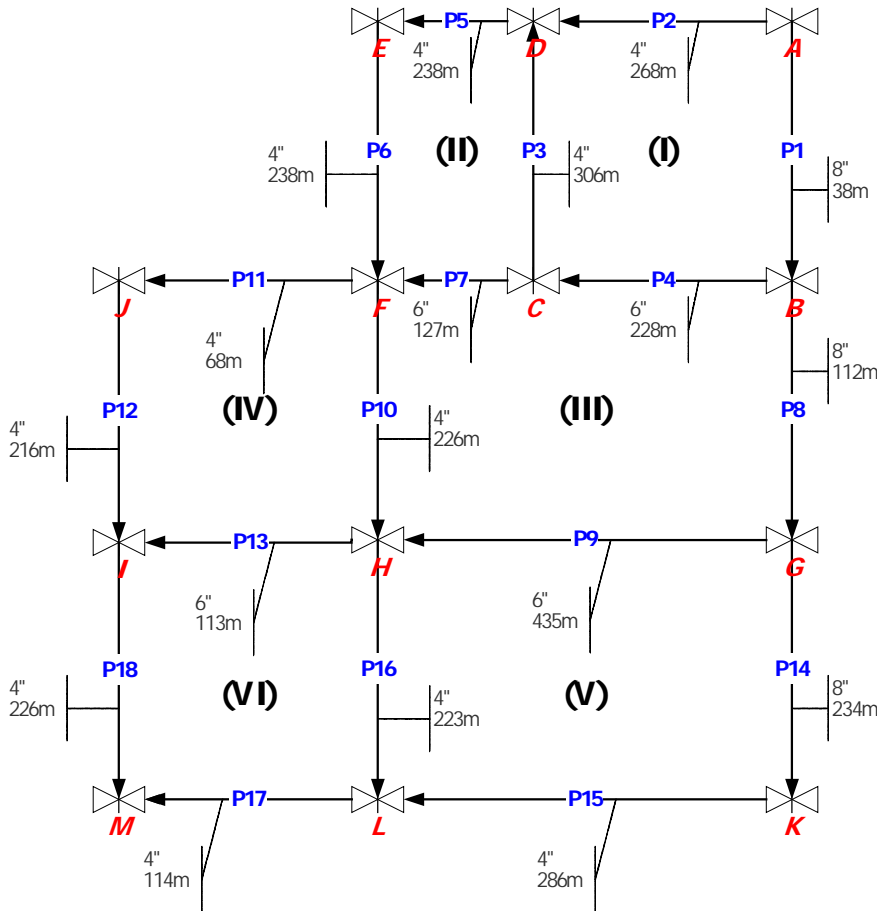 P5
P2
E
D
A
4"
238m
4"
268m
P6
(II)
P3
(I)
P1
4"
238m
4"
306m
8"
38m
P11
P7
P4
J
F
C
B
4"
68m
6"
127m
6"
228m
8"
112m
P12
(IV)
P10
(III)
P8
4"
216m
4"
226m
P13
P9
I
H
G
6"
113m
6"
435m
P18
(VI)
P16
(V)
P14
4"
226m
4"
223m
8"
234m
P17
P15
M
L
K
4"
114m
4"
286m